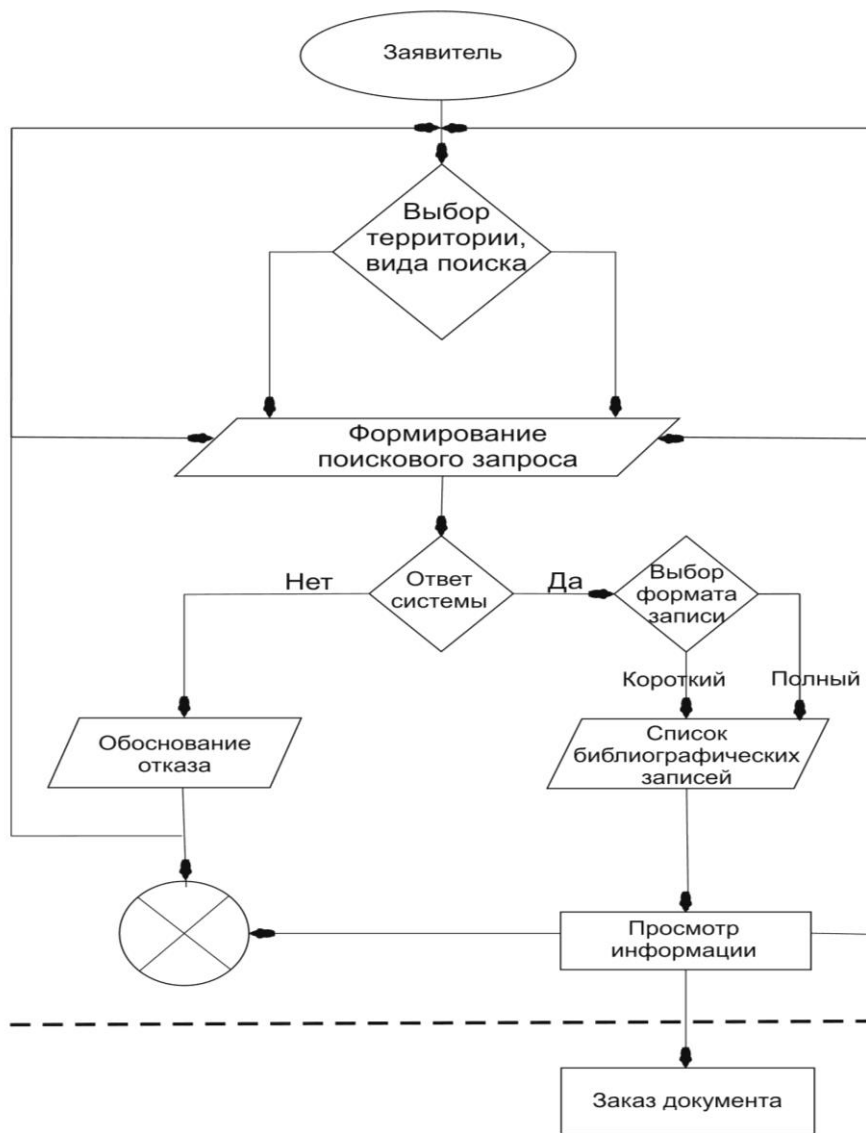 Заявитель
Выбор
территории,
вида поиска
Формирование
поискового запроса
Нет
Ответ
системы
Да
Выбор
формата
записи
Короткий
Полный
Обоснование
отказа
Список
библиографических
записей
Просмотр
информации
Заказ документа